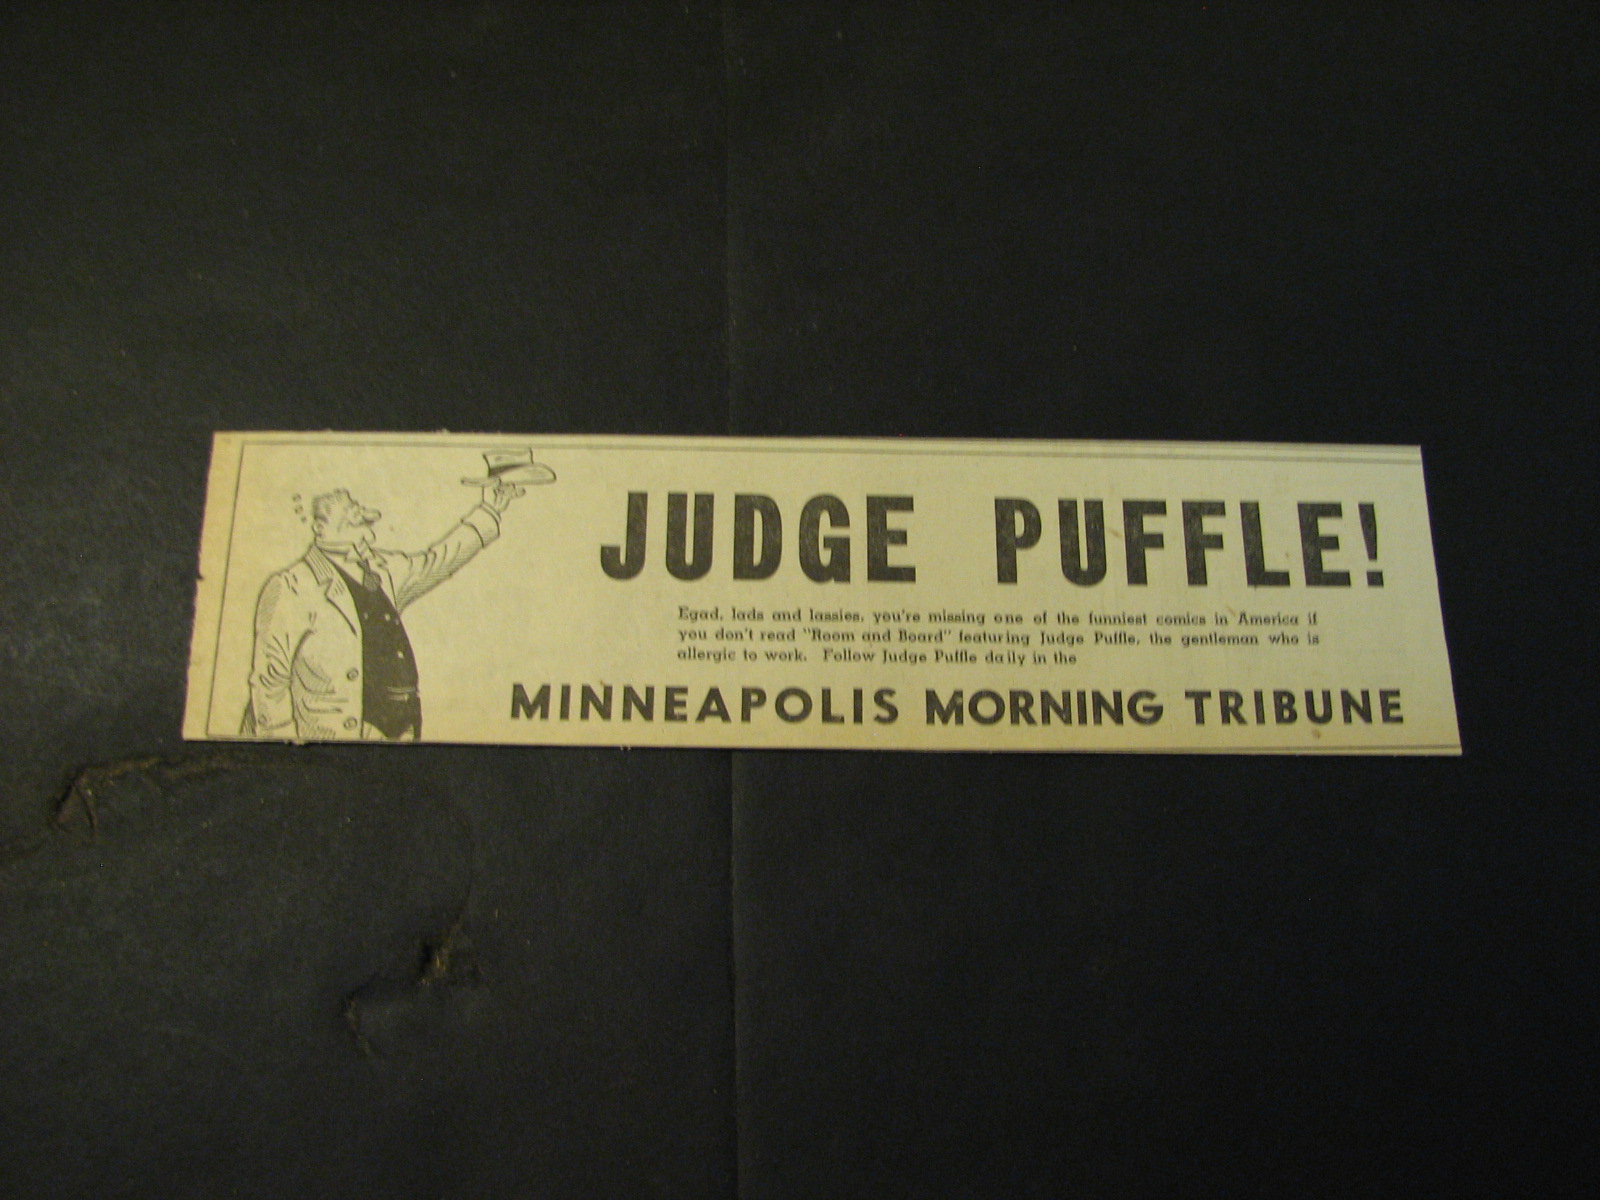 JUDGE PUFFLE!
Egad, lads and lassies, you're missing one of the funniest comics in America if
you don't read "Room and Board" featuring Judge Puffle, the gentleman who is
allergic to work. Follow Judge Puffle daily in the
MINNEAPOLIS MORNING TRIBUNE